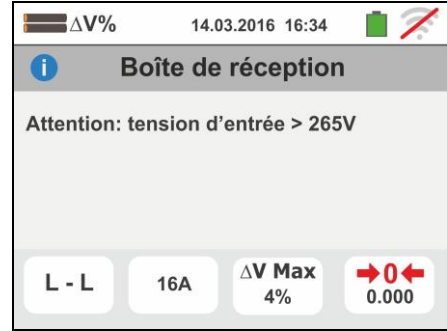 ΔV% 14.03.2016 16:34
i Boîte de réception
Attention: tension d’entrée > 265V
L - L 16A ΔV Max 4% ➔0← 0.000